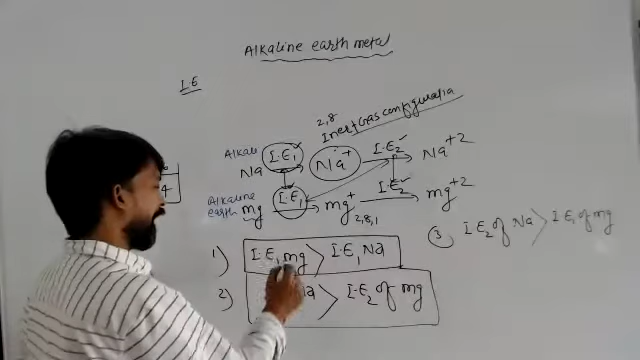 Alkaline earth metal
I.E
2,8
Inert gas configuratia
Alkali I.E₁ I.E₂
Na Na⁺ Na⁺²
Alkaline earth I.E₁ I.E₂
mg mg⁺ mg⁺²
2,8,1
4
1) I.E₁ mg > I.E₁ Na
2) a > I.E₂ of mg
3 I.E₂ of Na > I.E₁ of mg